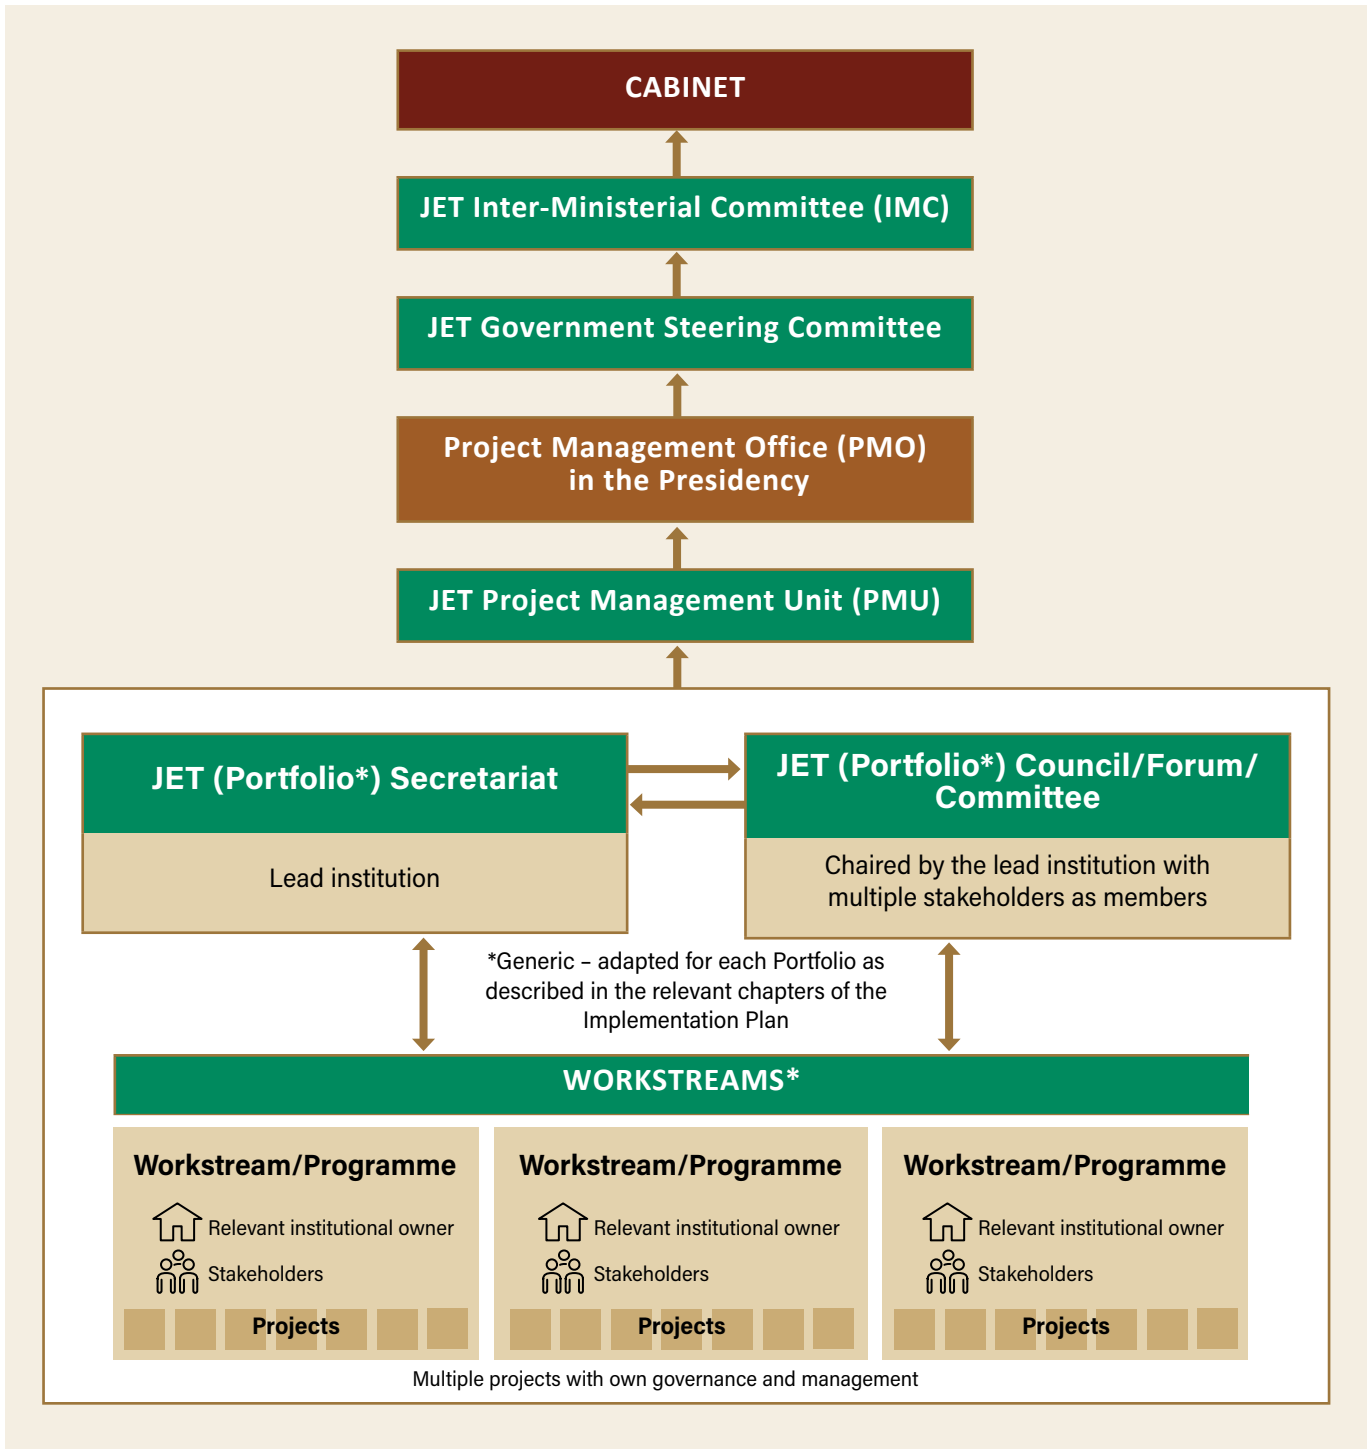 CABINET
JET Inter-Ministerial Committee (IMC)
JET Government Steering Committee
Project Management Office (PMO)
in the Presidency
JET Project Management Unit (PMU)
JET (Portfolio*) Secretariat
Lead institution
JET (Portfolio*) Council/Forum/
Committee
Chaired by the lead institution with
multiple stakeholders as members
*Generic – adapted for each Portfolio as
described in the relevant chapters of the
Implementation Plan
WORKSTREAMS*
Workstream/Programme
Relevant institutional owner
Stakeholders
Projects
Workstream/Programme
Relevant institutional owner
Stakeholders
Projects
Workstream/Programme
Relevant institutional owner
Stakeholders
Projects
Multiple projects with own governance and management